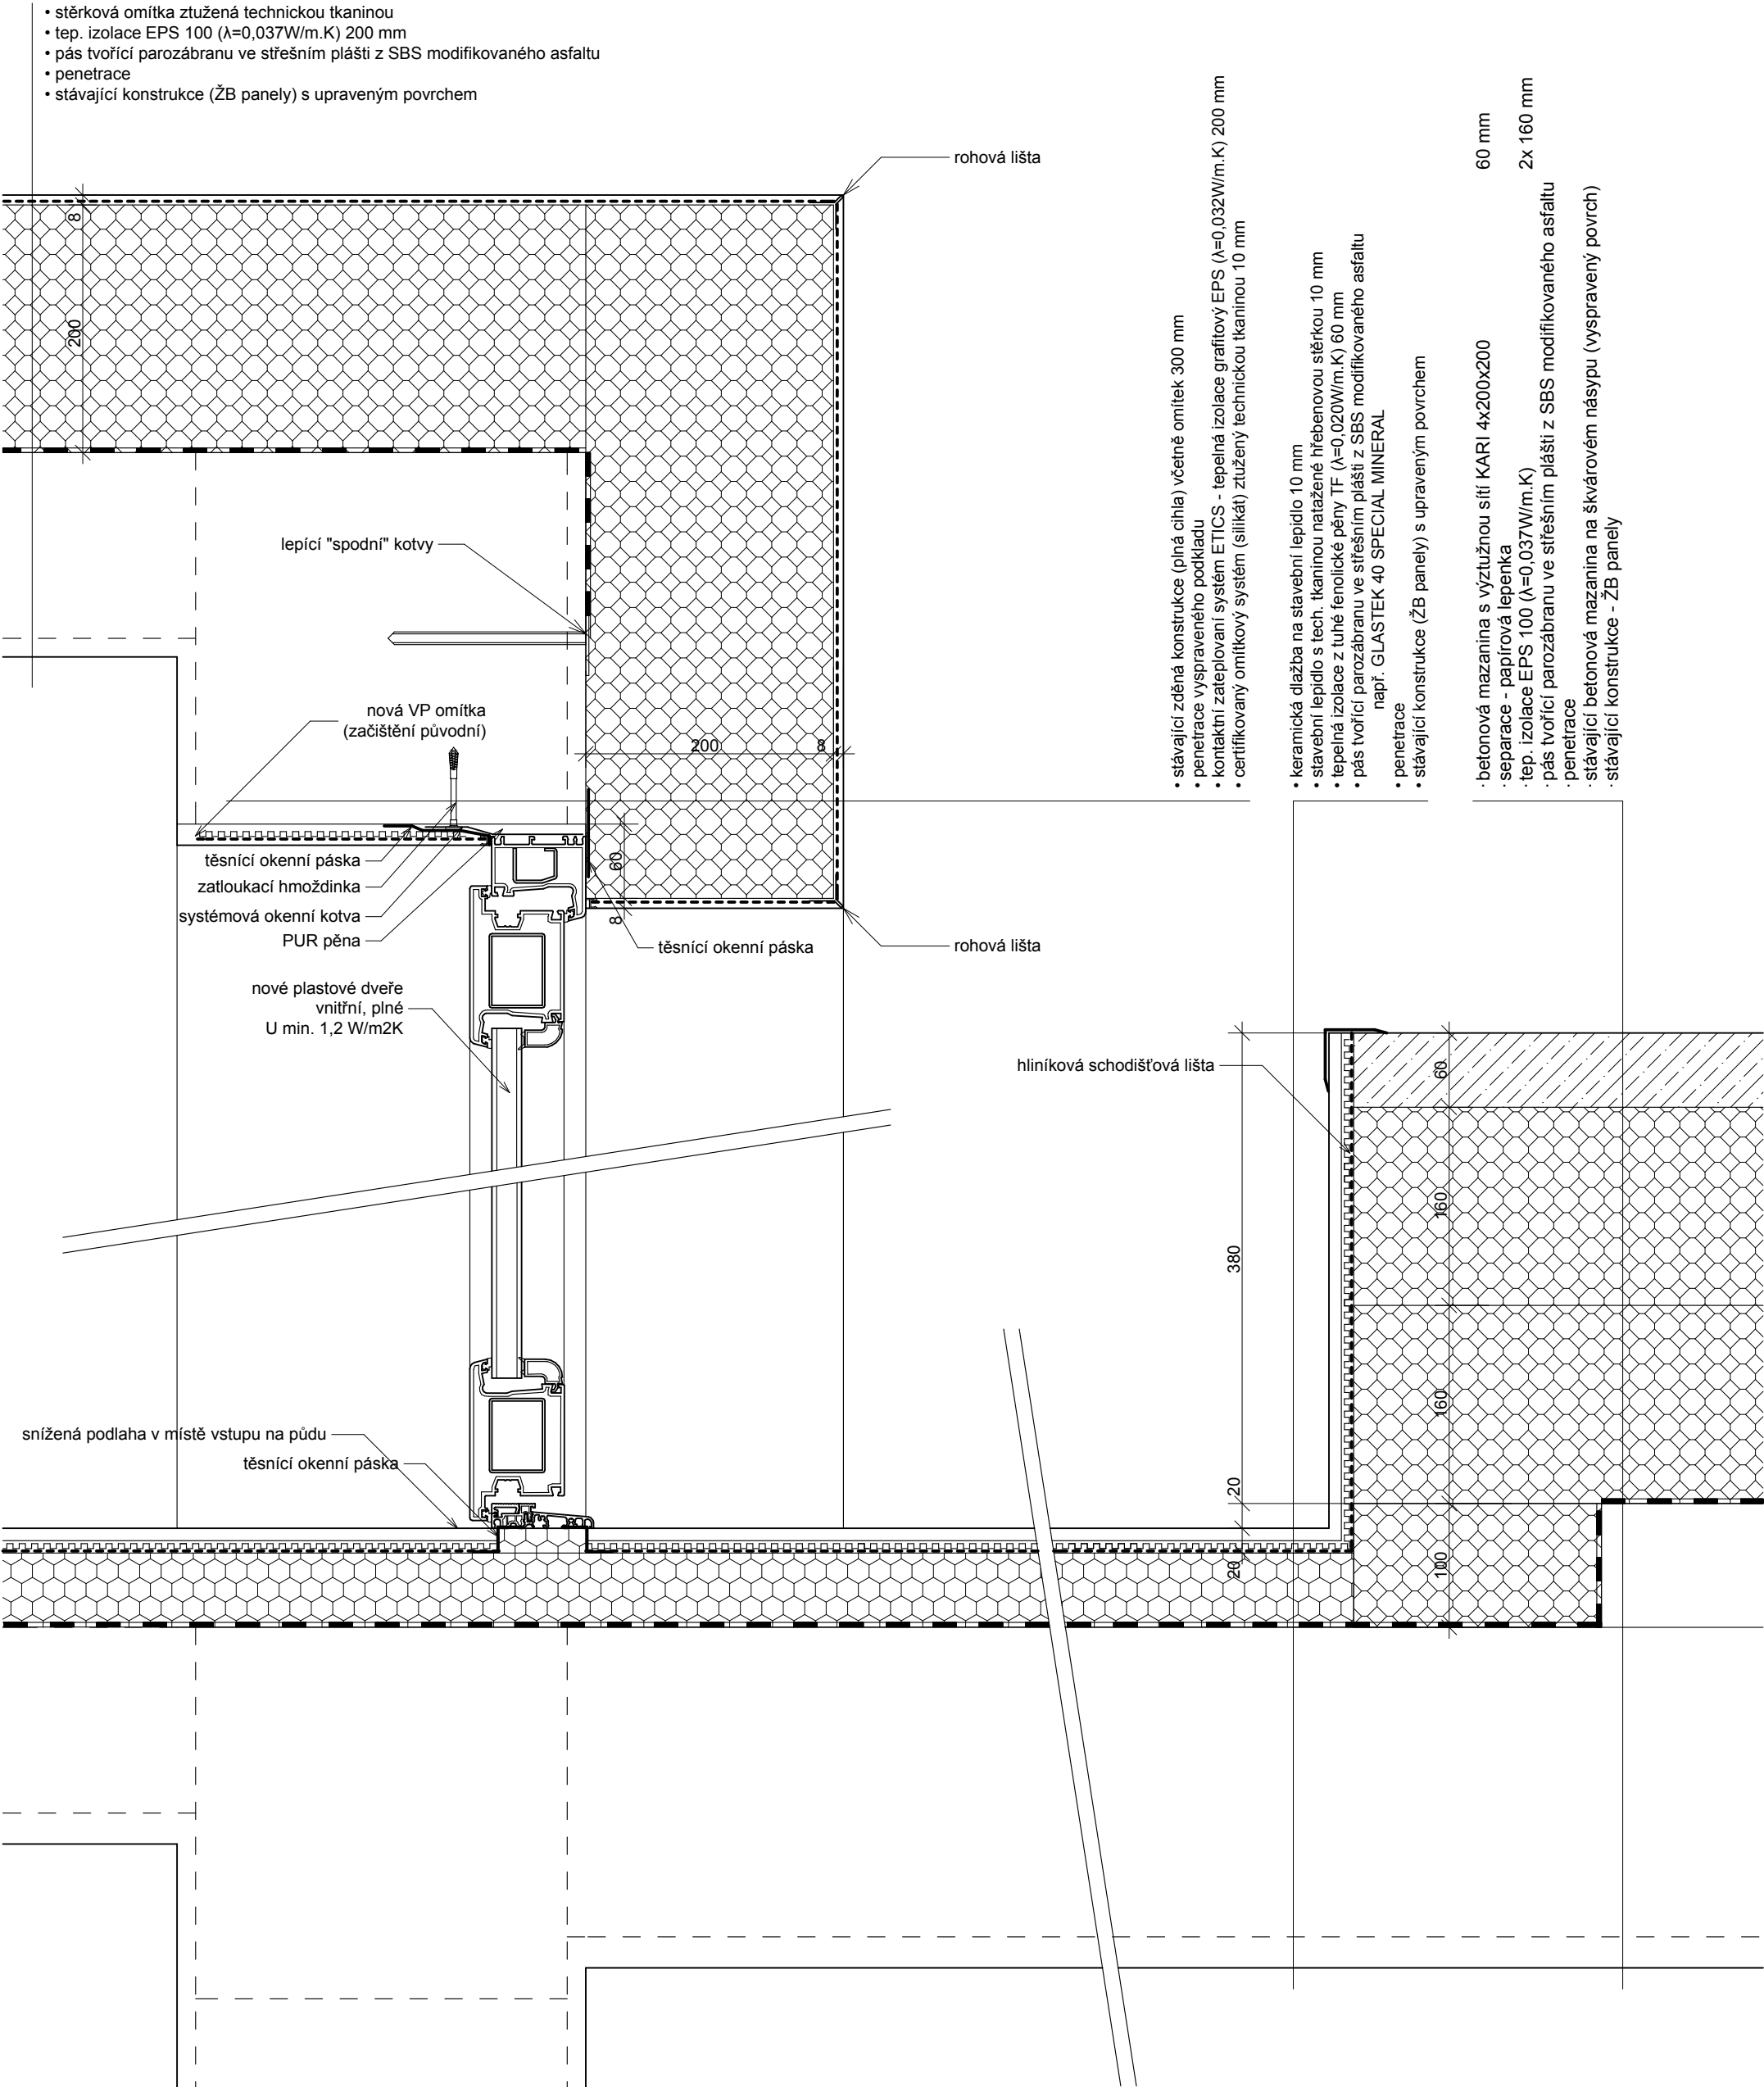 • stěrková omítka ztužená technickou tkaninou
• tep. izolace EPS 100 (λ=0,037W/m.K) 200 mm
• pás tvořící parozábranu ve střešním plášti z SBS modifikovaného asfaltu
• penetrace
• stávající konstrukce (ŽB panely) s upraveným povrchem
rohová lišta
8
200
lepící "spodní" kotvy
nová VP omítka
(začištění původní)
200
8
těsnící okenní páska
zatloukací hmoždinka
systémová okenní kotva
PUR pěna
60
8
těsnící okenní páska
rohová lišta
nové plastové dveře
vnitřní, plné
U min. 1,2 W/m2K
• stávající zděná konstrukce (plná cihla) včetně omítek 300 mm
• penetrace vyspraveného podkladu
• kontaktní zateplovaní systém ETICS - tepelná izolace grafitový EPS (λ=0,032W/m.K) 200 mm
• certifikovaný omítkový systém (silikát) ztužený technickou tkaninou 10 mm
• keramická dlažba na stavební lepidlo 10 mm
• stavební lepidlo s tech. tkaninou natažené hřebenovou stěrkou 10 mm
• tepelná izolace z tuhé fenolické pěny TF (λ=0,020W/m.K) 60 mm
• pás tvořící parozábranu ve střešním plášti z SBS modifikovaného asfaltu
např. GLASTEK 40 SPECIAL MINERAL
• penetrace
• stávající konstrukce (ŽB panely) s upraveným povrchem
· betonová mazanina s výztužnou sítí KARI 4x200x200 60 mm
· separace - papírová lepenka
· tep. izolace EPS 100 (λ=0,037W/m.K) 2x 160 mm
· pás tvořící parozábranu ve střešním plášti z SBS modifikovaného asfaltu
· penetrace
· stávající betonová mazanina na škvárovém násypu (vyspravený povrch)
· stávající konstrukce - ŽB panely
hliníková schodišťová lišta
60
160
380
160
20
20
100
snížená podlaha v místě vstupu na půdu
těsnící okenní páska